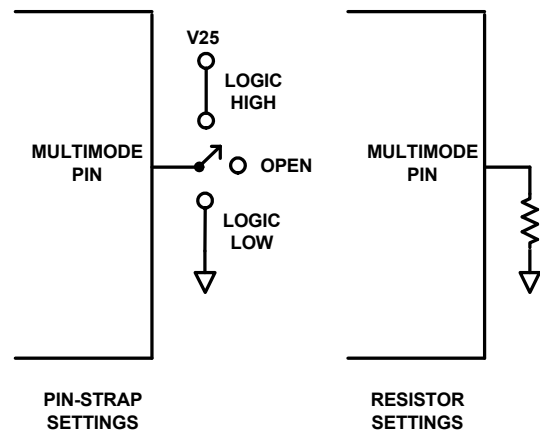 V25
LOGIC
HIGH
MULTIMODE
PIN
OPEN
LOGIC
LOW
PIN-STRAP
SETTINGS
MULTIMODE
PIN
RESISTOR
SETTINGS